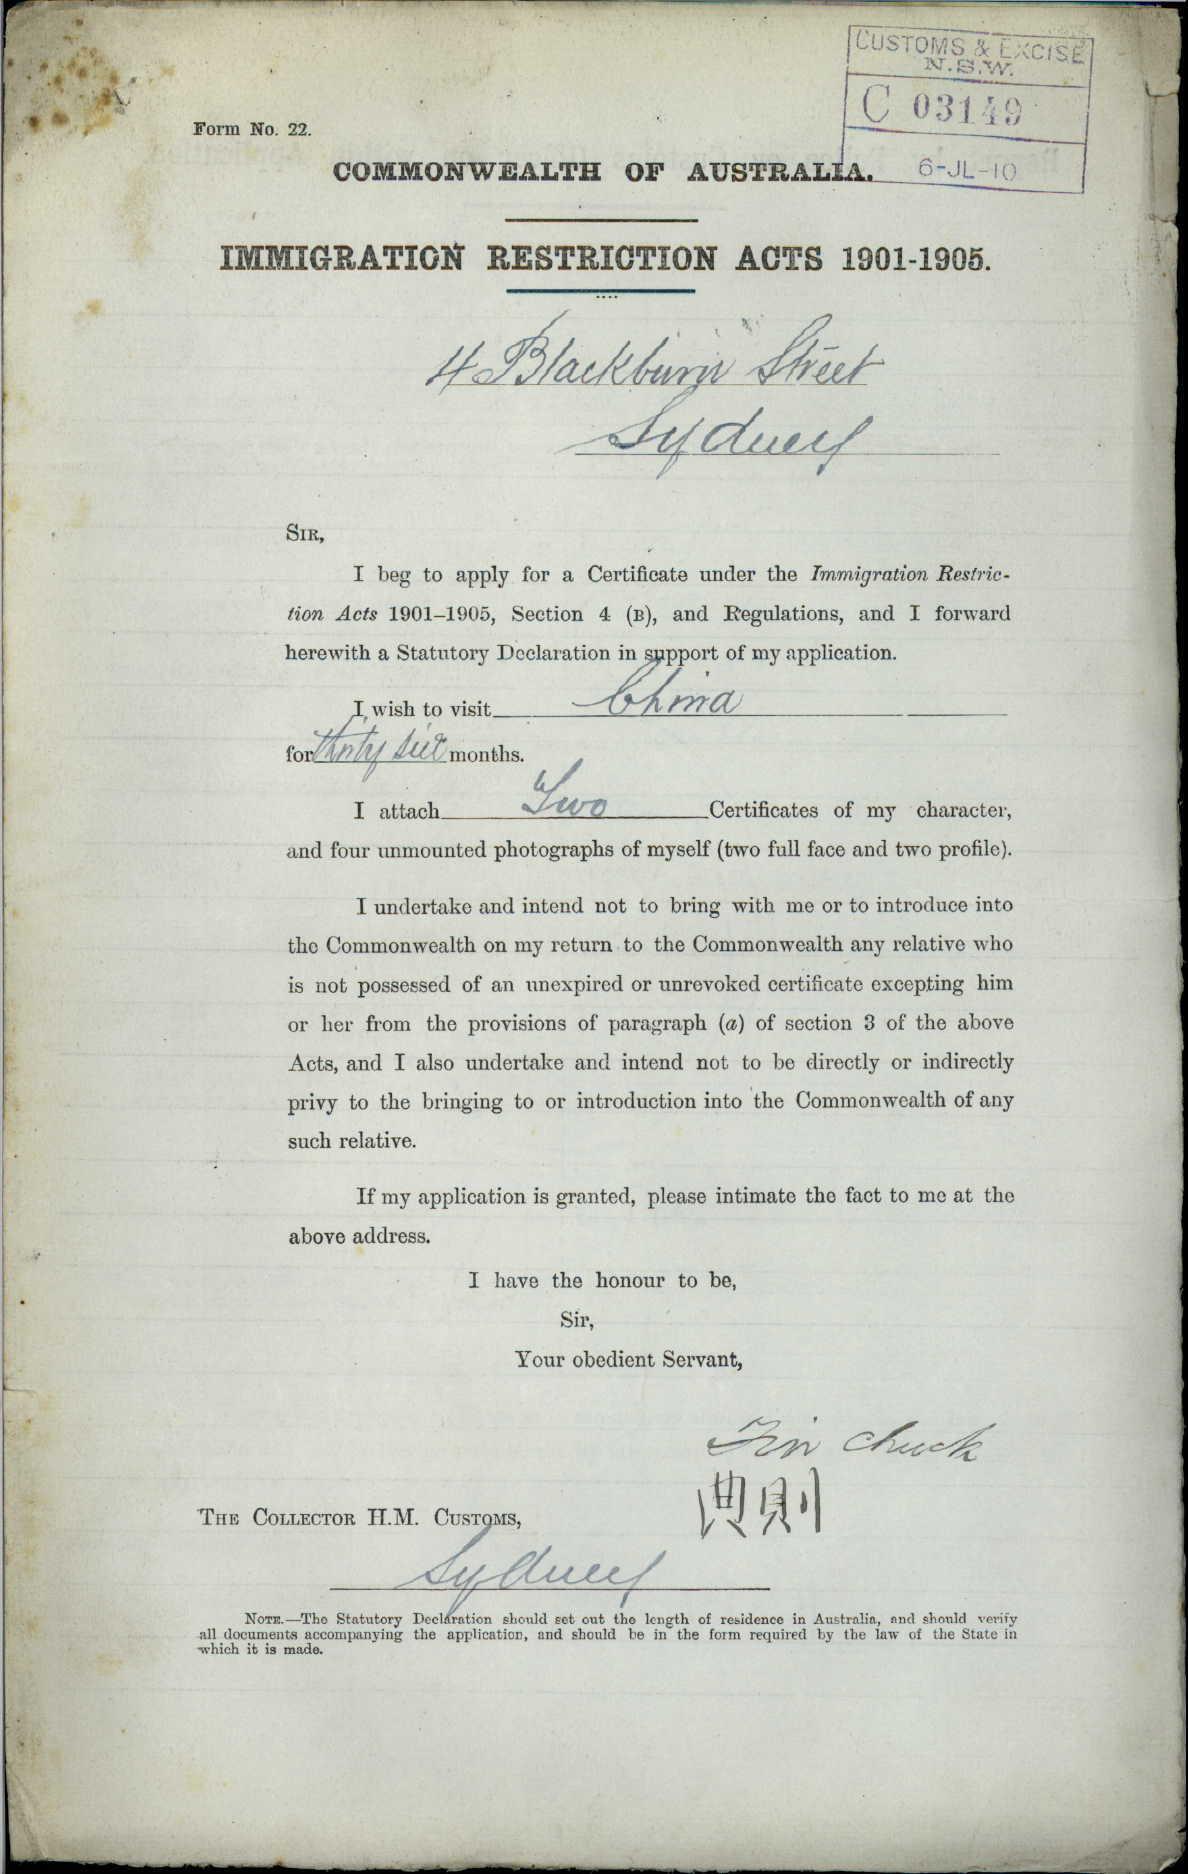 CUSTOMS & EXCISE
N.S.W.
C 03149
6-JL-10
Form No. 22.
COMMONWEALTH OF AUSTRALIA.
IMMIGRATION RESTRICTION ACTS 1901-1905.
4 Blackburn Street
Sydney
SIR,
I beg to apply for a Certificate under the Immigration Restric-
tion Acts 1901–1905, Section 4 (B), and Regulations, and I forward
herewith a Statutory Declaration in support of my application.
I wish to visit China
for thirty six months.
I attach Two Certificates of my character,
and four unmounted photographs of myself (two full face and two profile).
I undertake and intend not to bring with me or to introduce into
the Commonwealth on my return to the Commonwealth any relative who
is not possessed of an unexpired or unrevoked certificate excepting him
or her from the provisions of paragraph (a) of section 3 of the above
Acts, and I also undertake and intend not to be directly or indirectly
privy to the bringing to or introduction into the Commonwealth of any
such relative.
If my application is granted, please intimate the fact to me at the
above address.
I have the honour to be,
Sir,
Your obedient Servant,
Tin Chuck
典則
THE COLLECTOR H.M. CUSTOMS,
Sydney
NOTE.—The Statutory Declaration should set out the length of residence in Australia, and should verify
all documents accompanying the application, and should be in the form required by the law of the State in
which it is made.